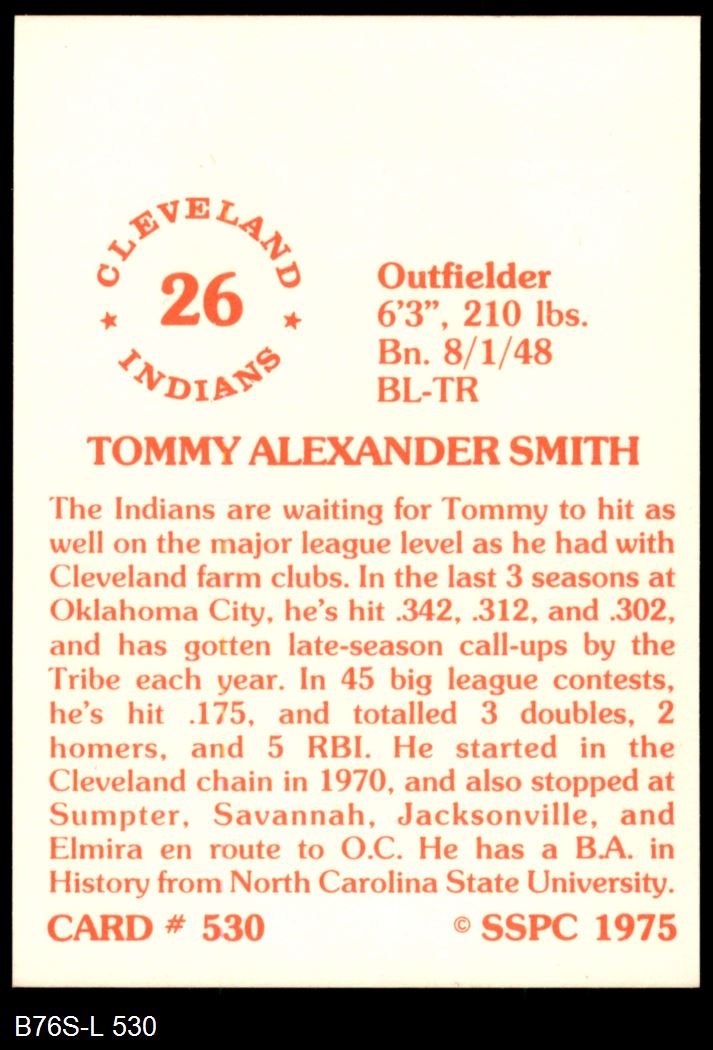 CLEVELAND
26
INDIANS
Outfielder
6'3”, 210 lbs.
Bn. 8/1/48
BL-TR
TOMMY ALEXANDER SMITH
The Indians are waiting for Tommy to hit as
well on the major league level as he had with
Cleveland farm clubs. In the last 3 seasons at
Oklahoma City, he's hit .342, .312, and .302,
and has gotten late-season call-ups by the
Tribe each year. In 45 big league contests,
he's hit .175, and totalled 3 doubles, 2
homers, and 5 RBI. He started in the
Cleveland chain in 1970, and also stopped at
Sumpter, Savannah, Jacksonville, and
Elmira en route to O.C. He has a B.A. in
History from North Carolina State University.
CARD # 530 © SSPC 1975
B76S-L 530